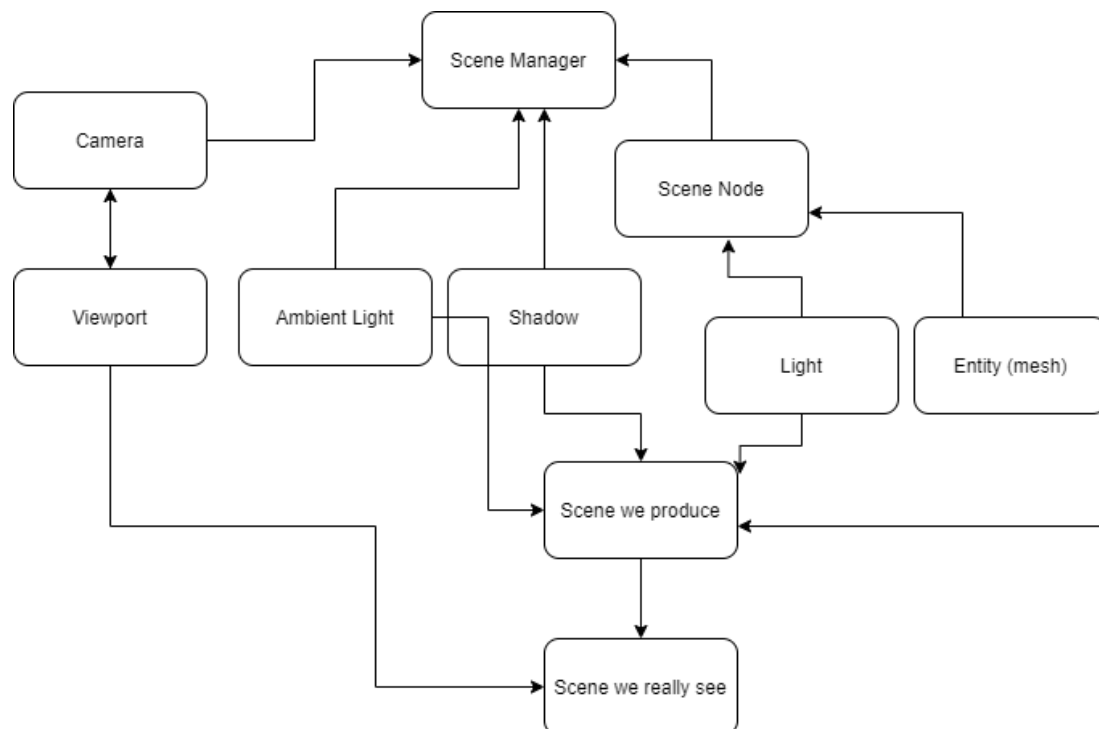 Scene Manager
Camera
Scene Node
Viewport
Ambient Light
Shadow
Light
Entity (mesh)
Scene we produce
Scene we really see